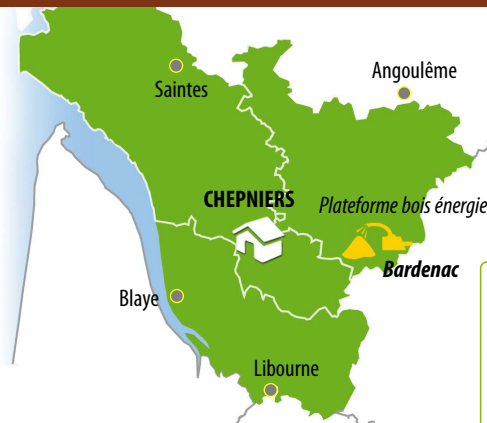 Angoulême
Saintes
CHEPNIERS
Plateforme bois énergie
Bardenac
Blaye
Libourne